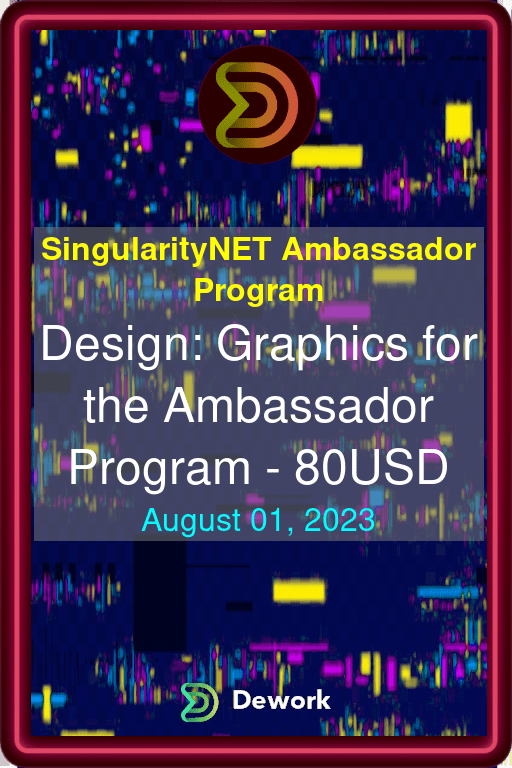 SingularityNET Ambassador
Program
Design: Graphics for
the Ambassador
Program - 80USD
August 01, 2023
Dework